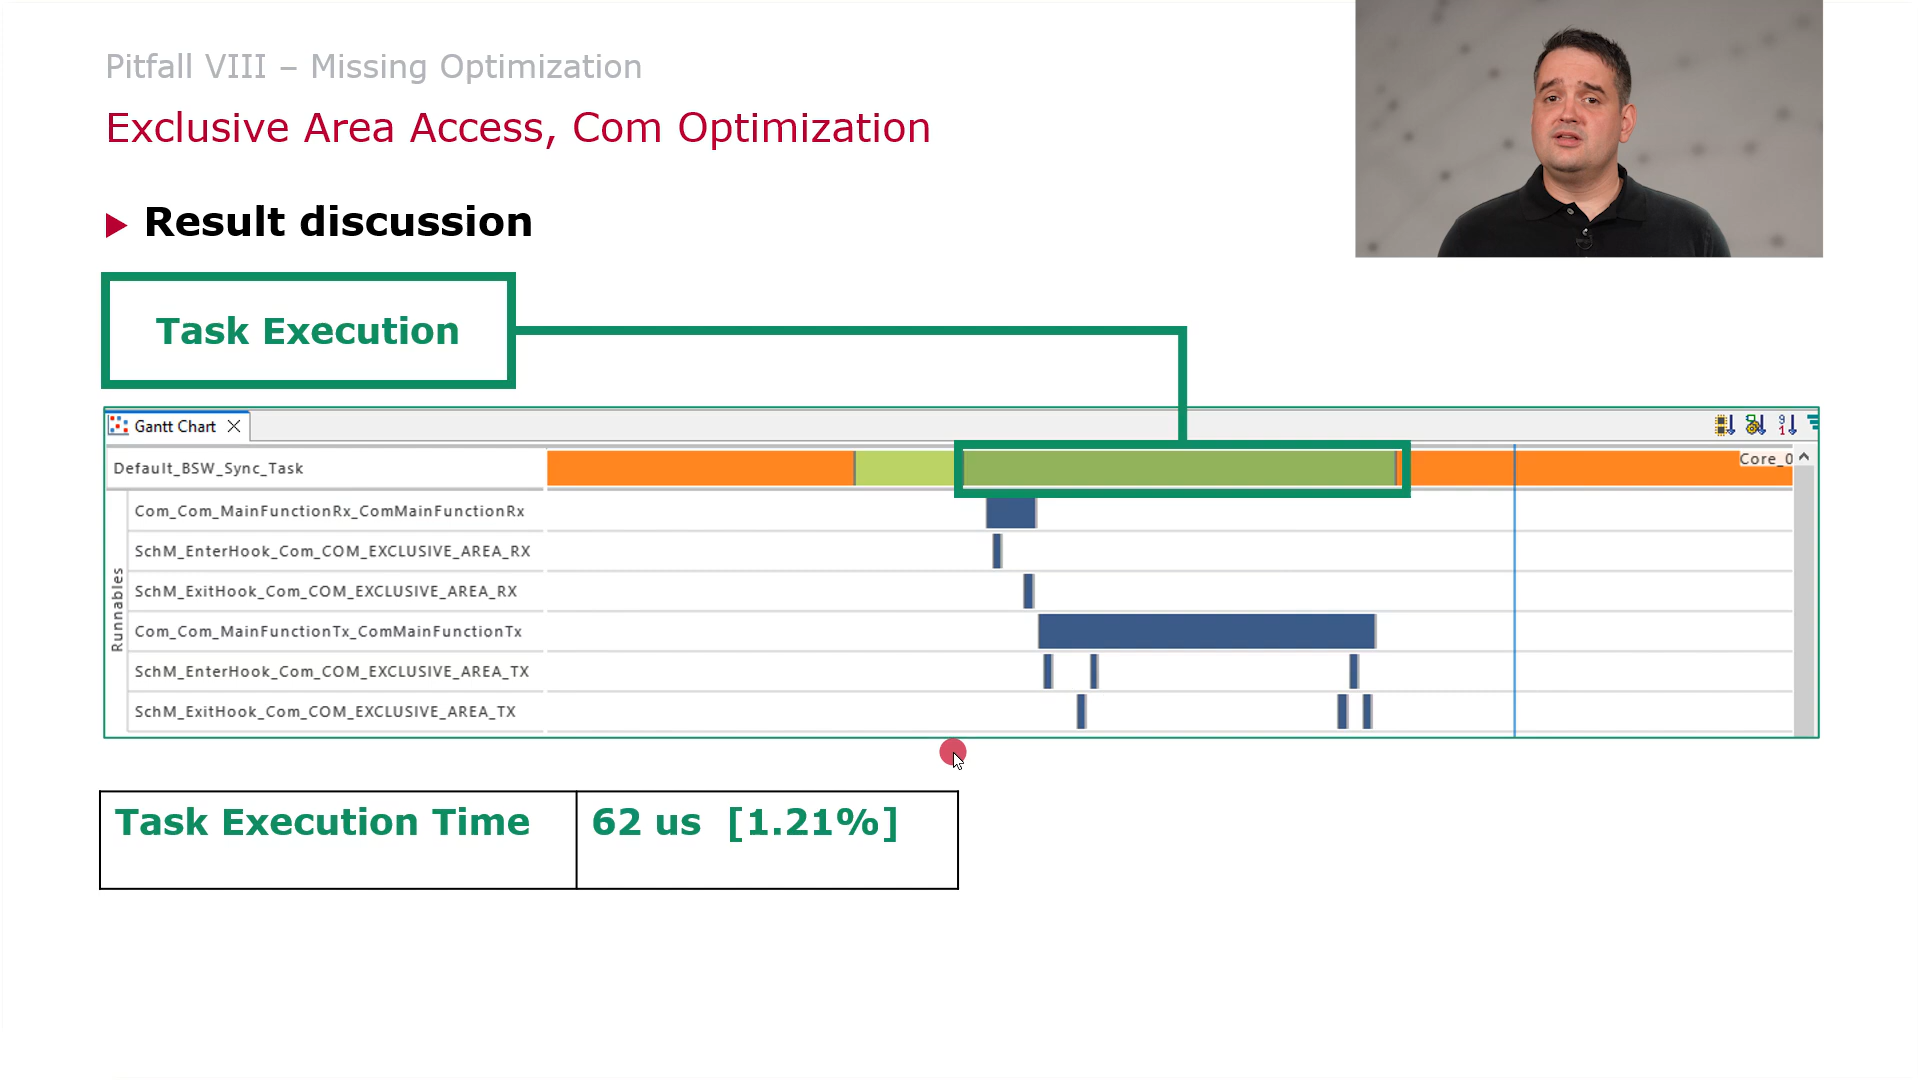 Pitfall VIII – Missing Optimization
Exclusive Area Access, Com Optimization
Result discussion
Task Execution
Gantt Chart
Default_BSW_Sync_Task
Core_0
Runnables
Com_Com_MainFunctionRx_ComMainFunctionRx
SchM_EnterHook_Com_COM_EXCLUSIVE_AREA_RX
SchM_ExitHook_Com_COM_EXCLUSIVE_AREA_RX
Com_Com_MainFunctionTx_ComMainFunctionTx
SchM_EnterHook_Com_COM_EXCLUSIVE_AREA_TX
SchM_ExitHook_Com_COM_EXCLUSIVE_AREA_TX
Task Execution Time
62 us [1.21%]